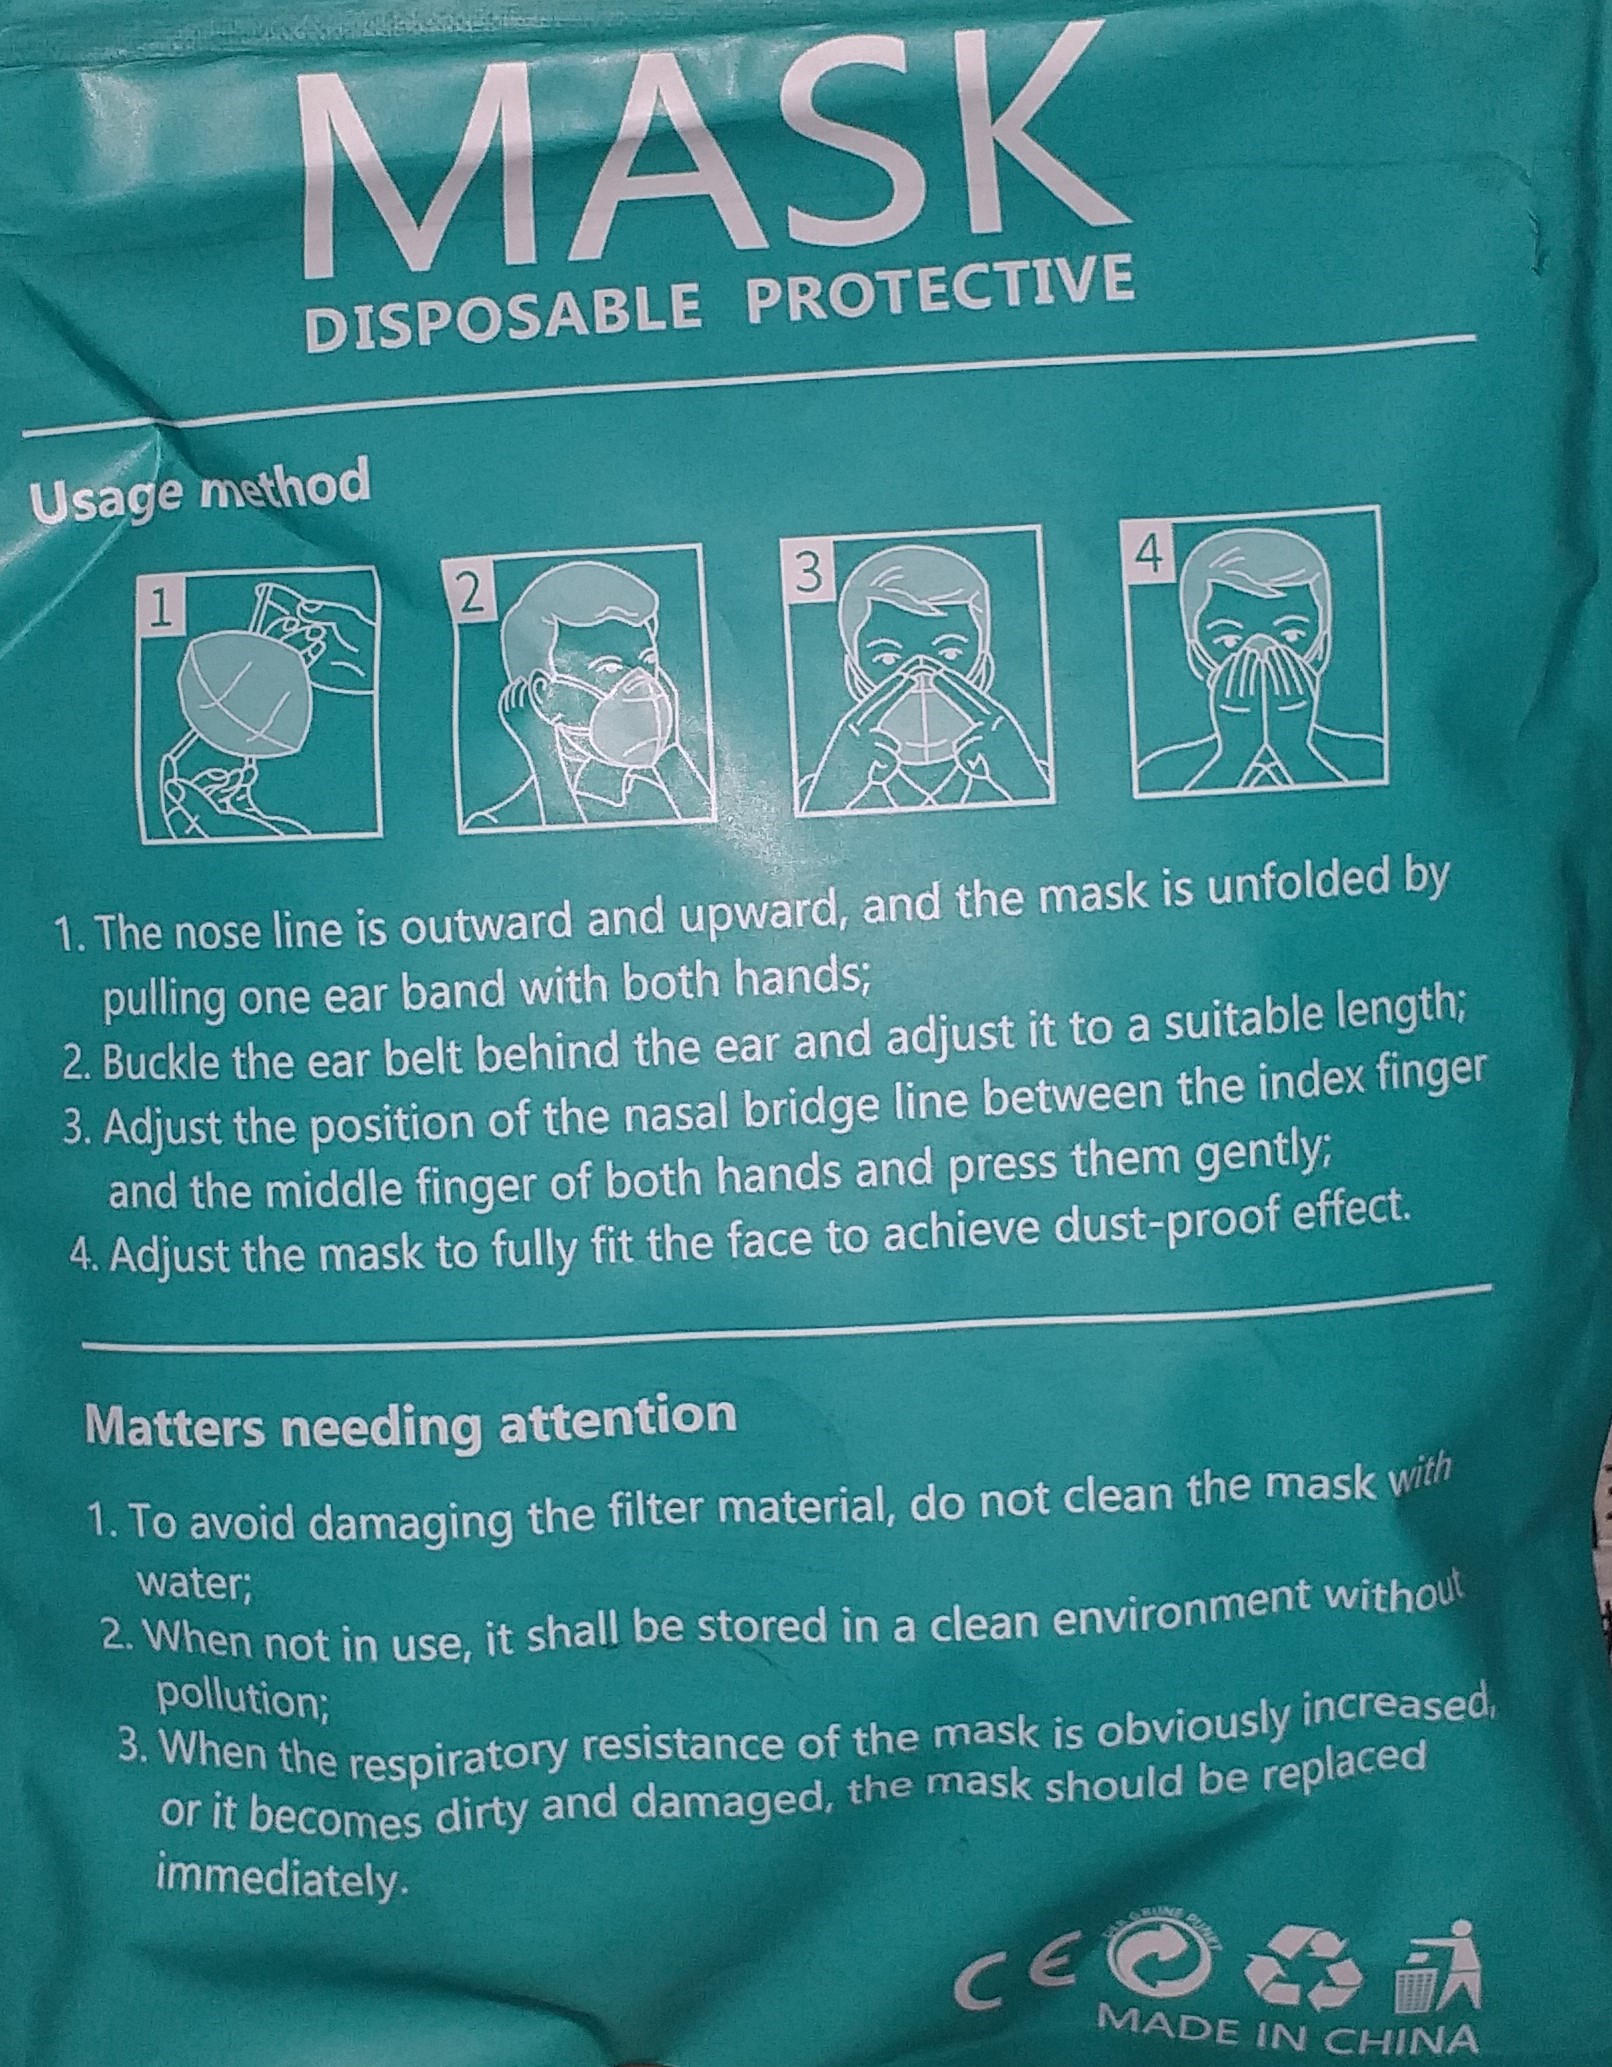 MASK
DISPOSABLE PROTECTIVE
Usage method
1
2
3
4
1. The nose line is outward and upward, and the mask is unfolded by
pulling one ear band with both hands;
2. Buckle the ear belt behind the ear and adjust it to a suitable length;
3. Adjust the position of the nasal bridge line between the index finger
and the middle finger of both hands and press them gently;
4. Adjust the mask to fully fit the face to achieve dust-proof effect.
Matters needing attention
1. To avoid damaging the filter material, do not clean the mask with
water;
2. When not in use, it shall be stored in a clean environment without
pollution;
3. When the respiratory resistance of the mask is obviously increased,
or it becomes dirty and damaged, the mask should be replaced
immediately.
CE
DER GRÜNE PUNKT
MADE IN CHINA